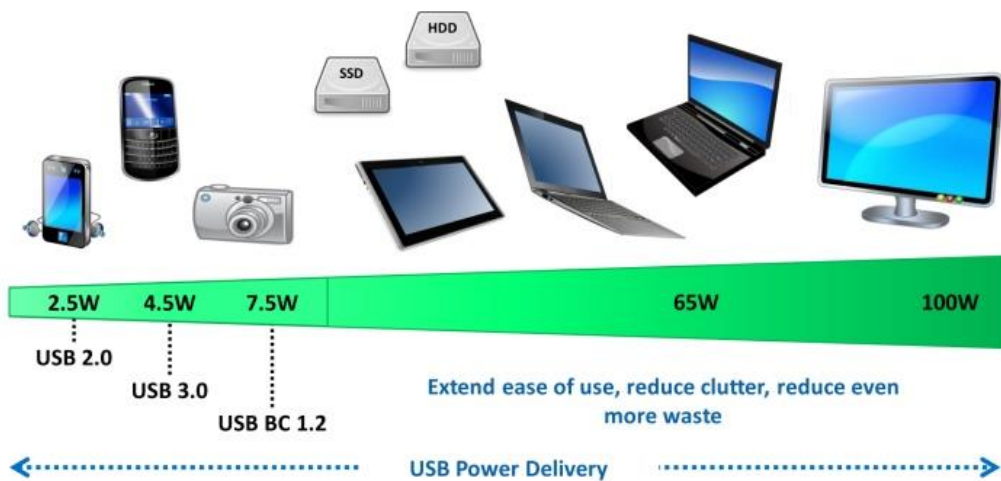 HDD
SSD
2.5W 4.5W 7.5W 65W 100W
USB 2.0
USB 3.0
USB BC 1.2
Extend ease of use, reduce clutter, reduce even
more waste
USB Power Delivery